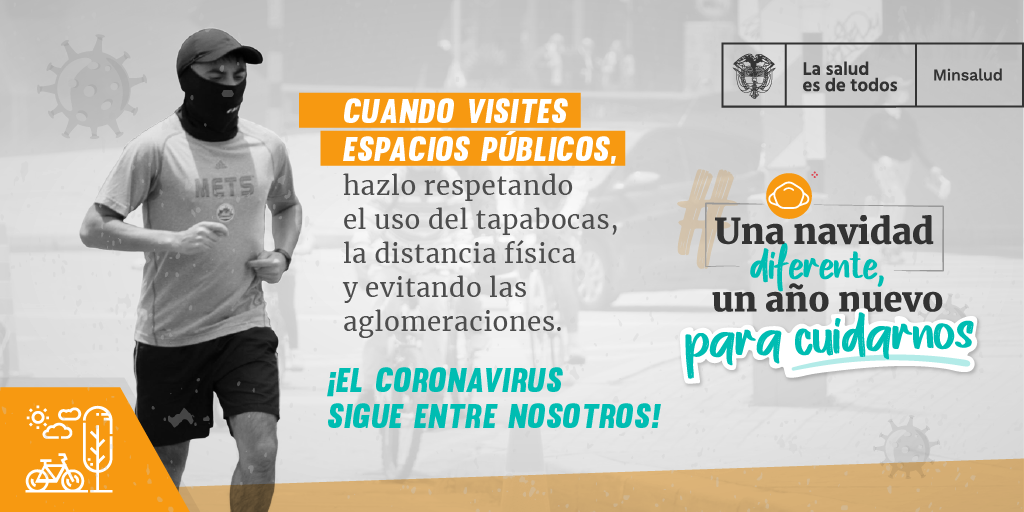 CUANDO VISITES
ESPACIOS PÚBLICOS,
hazlo respetando
el uso del tapabocas,
la distancia física
y evitando las
aglomeraciones.
¡EL CORONAVIRUS
SIGUE ENTRE NOSOTROS!
METS
La salud
es de todos
Minsalud
#
Una navidad
diferente,
un año nuevo
para cuidarnos